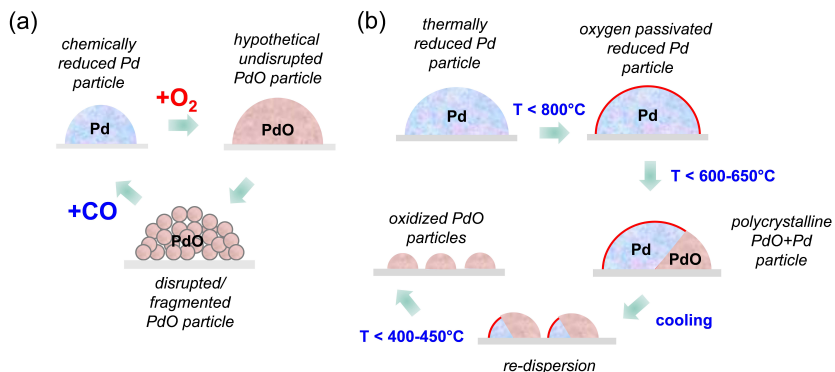 (a)
chemically
reduced Pd
particle
Pd
+O₂
hypothetical
undisrupted
PdO particle
PdO
+CO
PdO
disrupted/
fragmented
PdO particle
(b)
thermally
reduced Pd
particle
Pd
T < 800°C
oxygen passivated
reduced Pd
particle
Pd
T < 600-650°C
polycrystalline
PdO+Pd
particle
Pd
PdO
cooling
re-dispersion
T < 400-450°C
oxidized PdO
particles